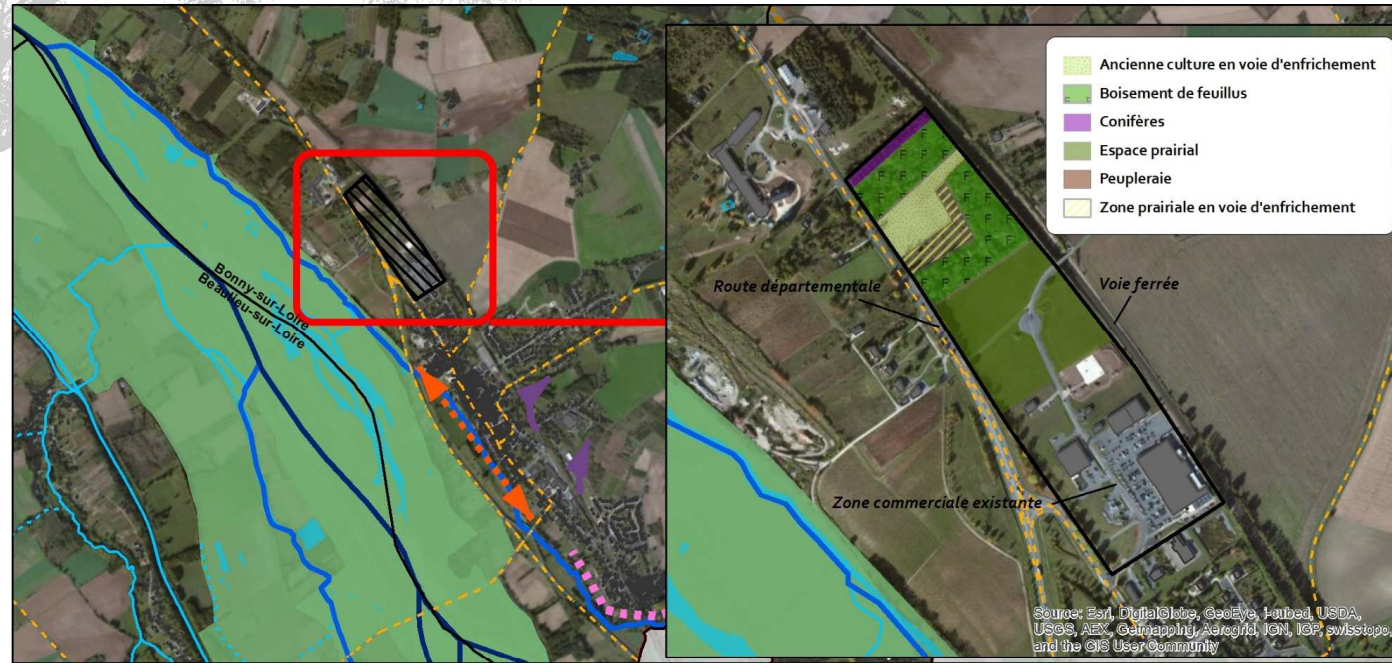 Bonny-sur-Loire
Beaulieu-sur-Loire
Ancienne culture en voie d'enfrichement
Boisement de feuillus
Conifères
Espace prairial
Peupleraie
Zone prairiale en voie d'enfrichement
Route départementale
Voie ferrée
Zone commerciale existante
Source: Esri, DigitalGlobe, GeoEye, i-cubed, USDA,
USGS, AEX, Getmapping, Aerogrid, IGN, IGP, swisstopo,
and the GIS User Community